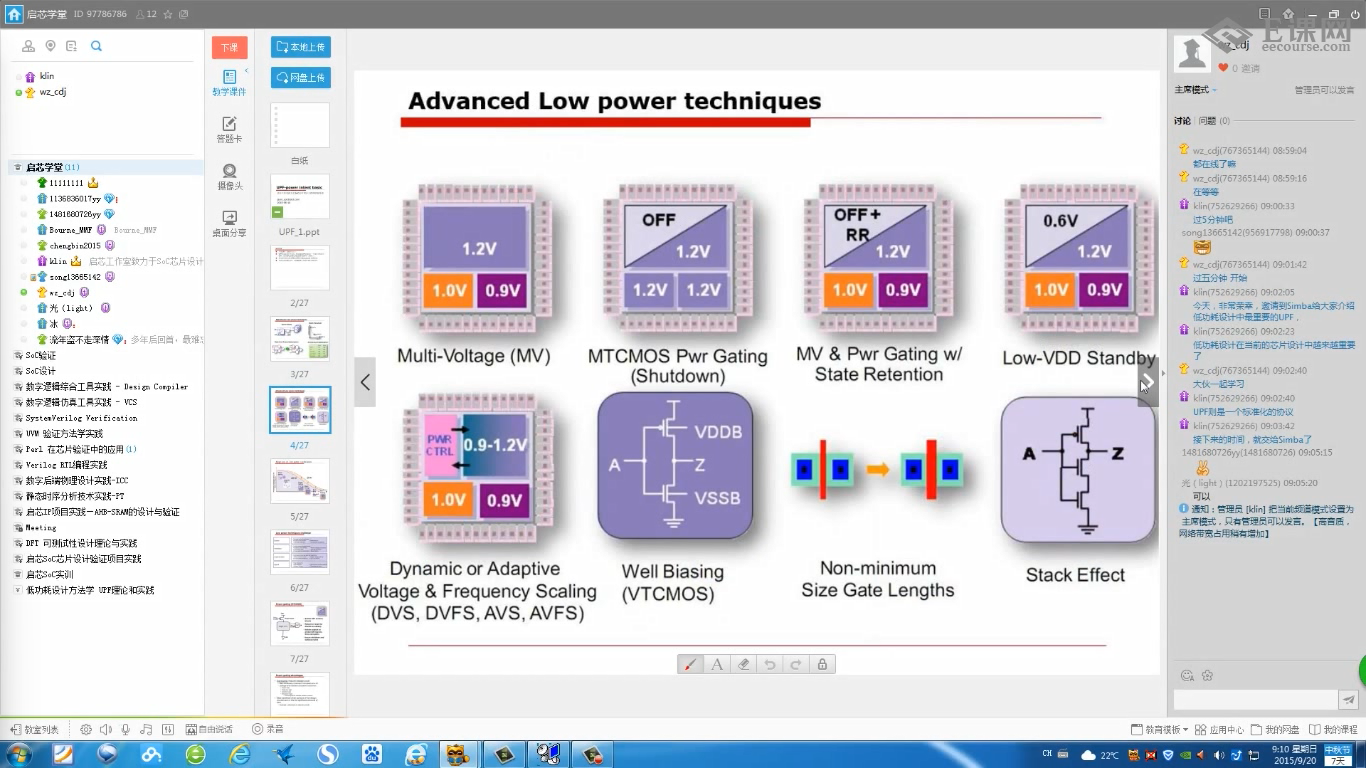 启芯学堂 ID 97786786 12
klin
wz_cdj
启芯学堂 (11)
11111111
1136836017yy
1481680726yy
Bourne_MMF Bourne_MMF
chengbin2015
klin 启芯工作室致力于SoC芯片设计
song13665142
wz_cdj
光 (light)
冰
流年盗不走深情 多年后回首,最难
SoC验证
SoC设计
数字逻辑综合工具实践 - Design Compiler
数字逻辑仿真工具实践 - VCS
SystemVerilog Verification
UVM 验证方法学实践
Perl 在芯片验证中的应用 (1)
Verilog RTL编程实践
数字后端物理设计实践-ICC
静态时序分析技术实践-PT
启芯IP项目实践-AHB-SRAM的设计与验证
Meeting
DFT 可测试性设计理论与实践
启芯SoC芯片设计验证项目实践
启芯SoC实训
低功耗设计方法学 UPF理论和实践
下课
教学课件
答题卡
摄像头
桌面分享
本地上传
网盘上传
白纸
UPF_1.ppt
2/27
3/27
4/27
5/27
6/27
7/27
Advanced Low power techniques
1.2V
1.0V 0.9V
Multi-Voltage (MV)
OFF
1.2V
1.2V 1.2V
MTCMOS Pwr Gating
(Shutdown)
OFF+
RR
1.2V
1.0V 0.9V
MV & Pwr Gating w/
State Retention
0.6V
1.2V
1.0V 0.9V
Low-VDD Standby
PWR
CTRL
0.9-1.2V
1.0V 0.9V
Dynamic or Adaptive
Voltage & Frequency Scaling
(DVS, DVFS, AVS, AVFS)
VDDB
A Z
VSSB
Well Biasing
(VTCMOS)
Non-minimum
Size Gate Lengths
A Z
Stack Effect
A
E课网
eecourse.com
wz_cdj
0 邀请
主席模式 管理员可以发言
讨论 问题 (0)
wz_cdj(767365144) 08:59:04
都在线了嘛
wz_cdj(767365144) 08:59:16
在等等
klin(752629266) 09:00:33
过5分钟吧
song13665142(956917798) 09:00:37
wz_cdj(767365144) 09:01:42
过五分钟 开始
klin(752629266) 09:02:05
今天,非常荣幸,邀请到Simba给大家介绍
低功耗设计中最重要的UPF,
klin(752629266) 09:02:23
低功耗设计在当前的芯片设计中越来越重要
了
wz_cdj(767365144) 09:02:40
大伙一起学习
klin(752629266) 09:02:40
UPF则是一个标准化的协议
klin(752629266) 09:03:42
接下来的时间,就交给Simba了
1481680726yy(1481680726) 09:05:15
光 ( light ) (1202197525) 09:05:20
可以
通知:管理员 [klin] 把当前频道模式设置为
主席模式,只有管理员可以发言。【高音质,
网络带宽占用稍有增加】
教室列表
自由说话
录音
教育模板
应用中心
我的网盘
我的课程
CH
22℃
9:10 星期日
2015/9/20
中秋节
7天